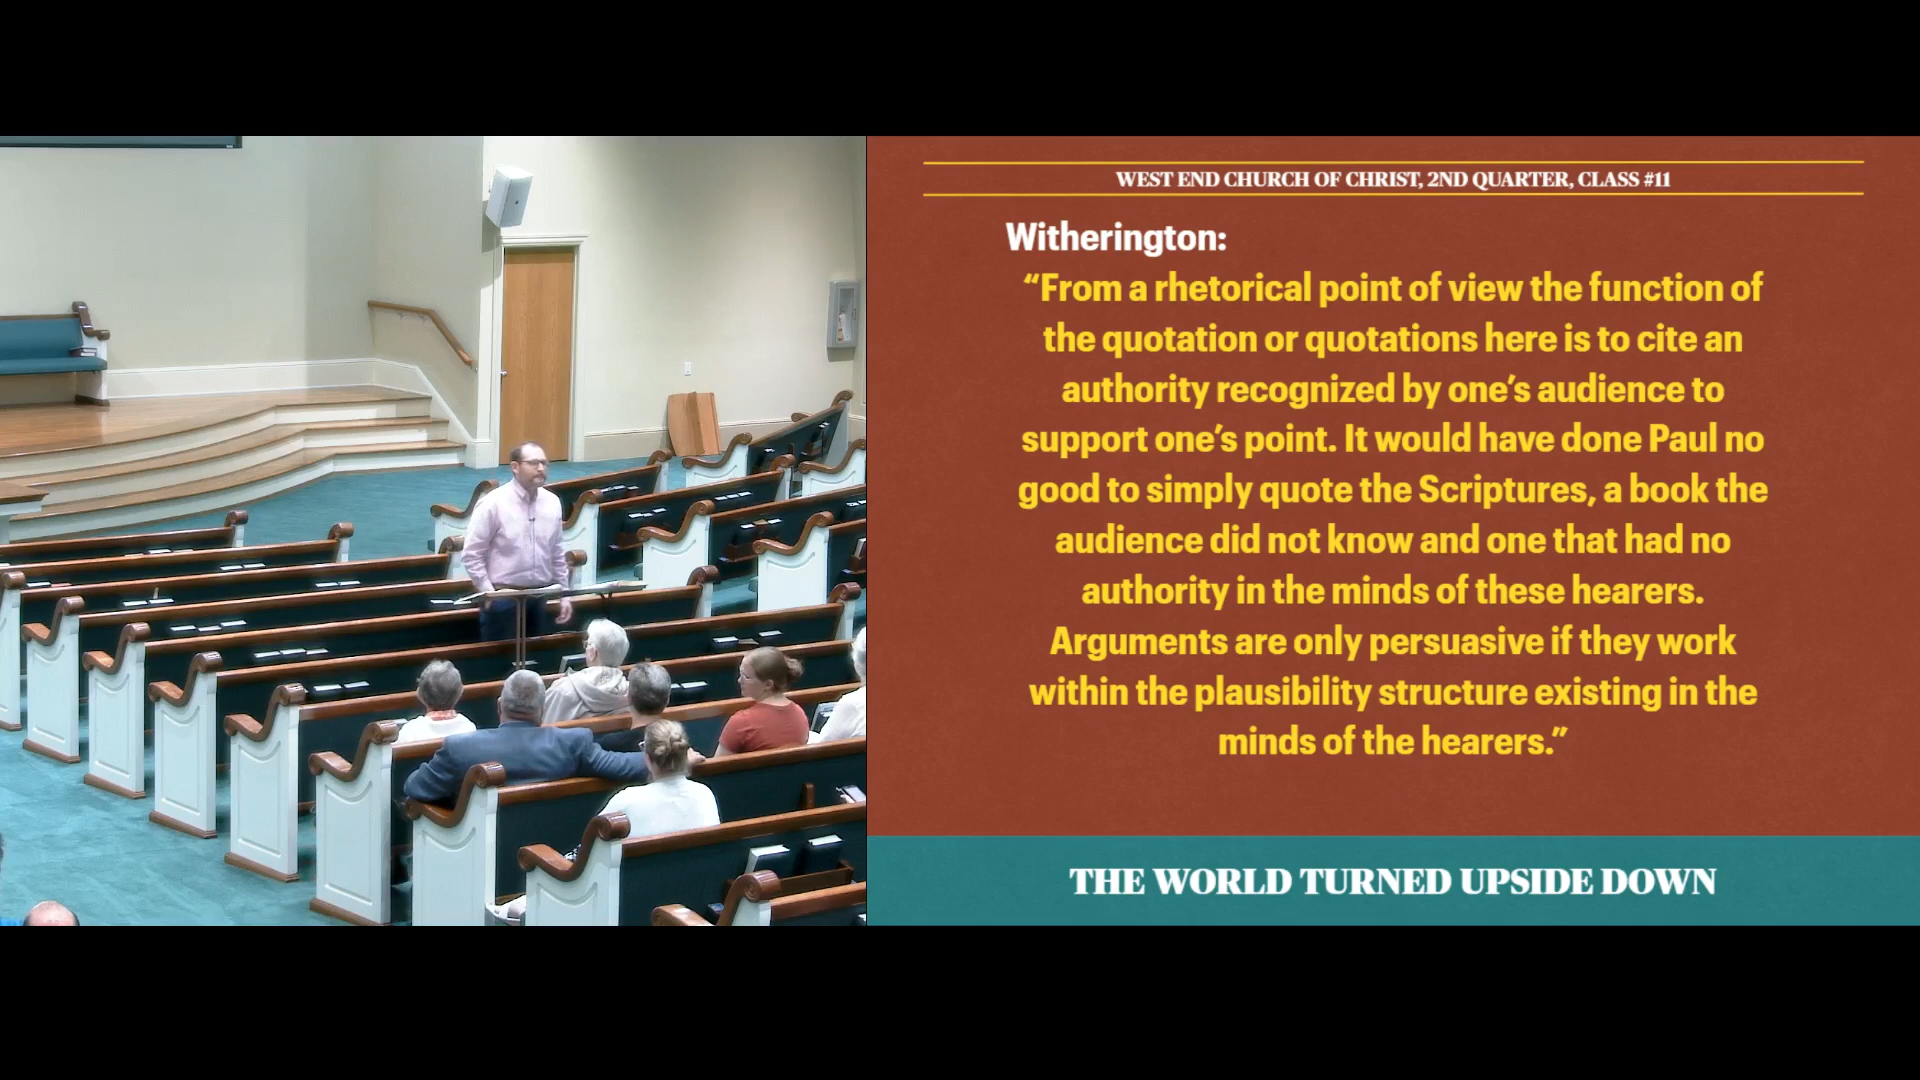 WEST END CHURCH OF CHRIST, 2ND QUARTER, CLASS #11
Witherington:
“From a rhetorical point of view the function of
the quotation or quotations here is to cite an
authority recognized by one’s audience to
support one’s point. It would have done Paul no
good to simply quote the Scriptures, a book the
audience did not know and one that had no
authority in the minds of these hearers.
Arguments are only persuasive if they work
within the plausibility structure existing in the
minds of the hearers.”
THE WORLD TURNED UPSIDE DOWN